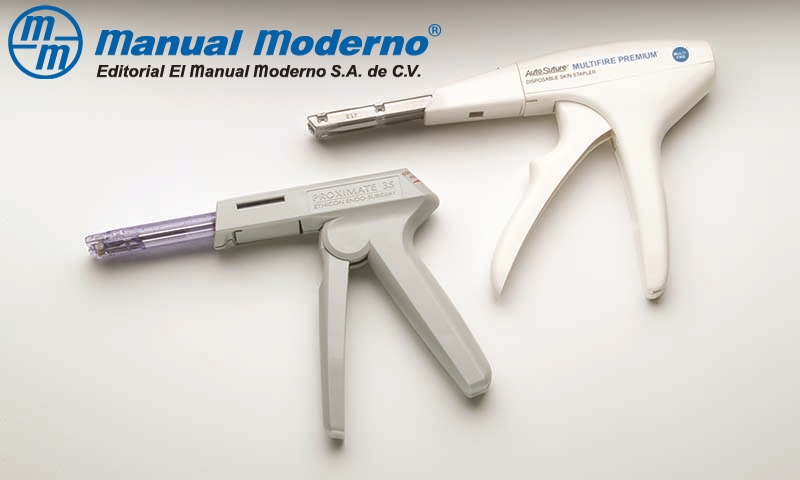 mm
Manual Moderno®
Editorial El Manual Moderno S.A. de C.V.
Auto Suture* MULTIFIRE PREMIUM*
DISPOSABLE SKIN STAPLER
PROXIMATE 35
ETHICON ENDO-SURGERY